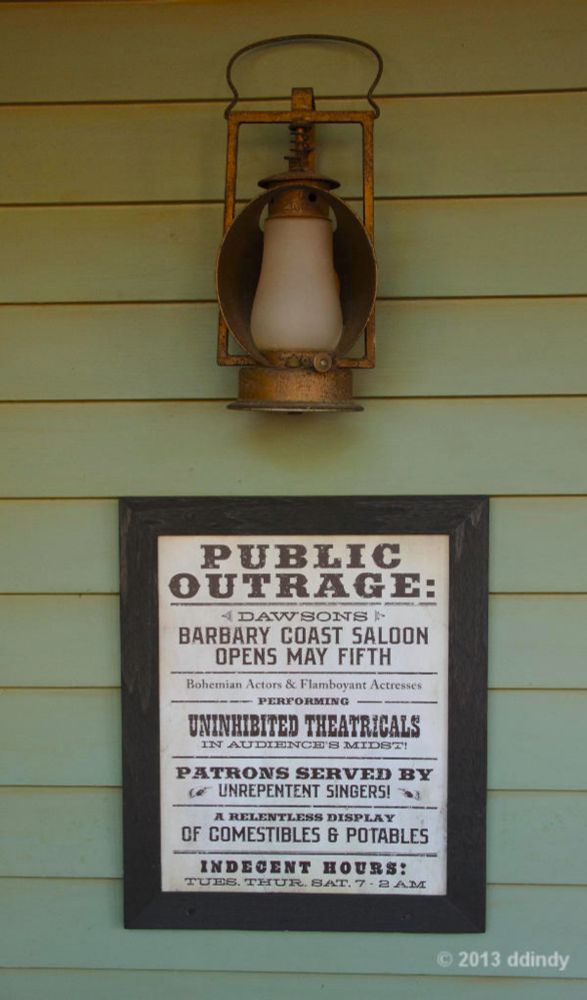 PUBLIC
OUTRAGE:
DAWSONS
BARBARY COAST SALOON
OPENS MAY FIFTH
Bohemian Actors & Flamboyant Actresses
PERFORMING
UNINHIBITED THEATRICALS
IN AUDIENCE'S MIDST!
PATRONS SERVED BY
UNREPENTENT SINGERS!
A RELENTLESS DISPLAY
OF COMESTIBLES & POTABLES
INDECENT HOURS:
TUES. THUR. SAT. 7 - 2 AM
© 2013 ddindy